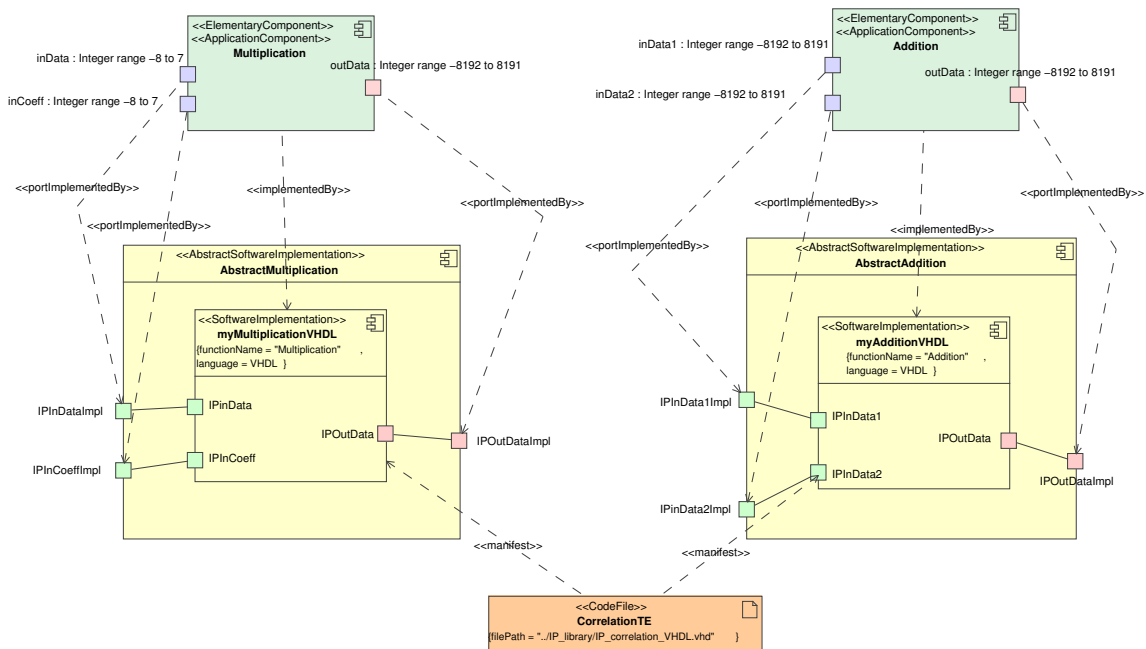 <<ElementaryComponent>>
<<ApplicationComponent>>
Multiplication
inData : Integer range −8 to 7
outData : Integer range −8192 to 8191
inCoeff : Integer range −8 to 7
<<ElementaryComponent>>
<<ApplicationComponent>>
Addition
inData1 : Integer range −8192 to 8191
outData : Integer range −8192 to 8191
inData2 : Integer range −8192 to 8191
<<portImplementedBy>>
<<implementedBy>>
<<portImplementedBy>>
<<portImplementedBy>>
<<portImplementedBy>>
<<portImplementedBy>>
<<implementedBy>>
<<portImplementedBy>>
<<AbstractSoftwareImplementation>>
AbstractMultiplication
<<SoftwareImplementation>>
myMultiplicationVHDL
{functionName = "Multiplication" ,
language = VHDL }
IPInDataImpl
IPinData
IPOutData
IPOutDataImpl
IPInCoeffImpl
IPInCoeff
<<AbstractSoftwareImplementation>>
AbstractAddition
<<SoftwareImplementation>>
myAdditionVHDL
{functionName = "Addition" ,
language = VHDL }
IPInData1Impl
IPInData1
IPOutData
IPInData2
IPOutDataImpl
IPinData2Impl
<<manifest>>
<<manifest>>
<<CodeFile>>
CorrelationTE
{filePath = "../IP_library/IP_correlation_VHDL.vhd" }